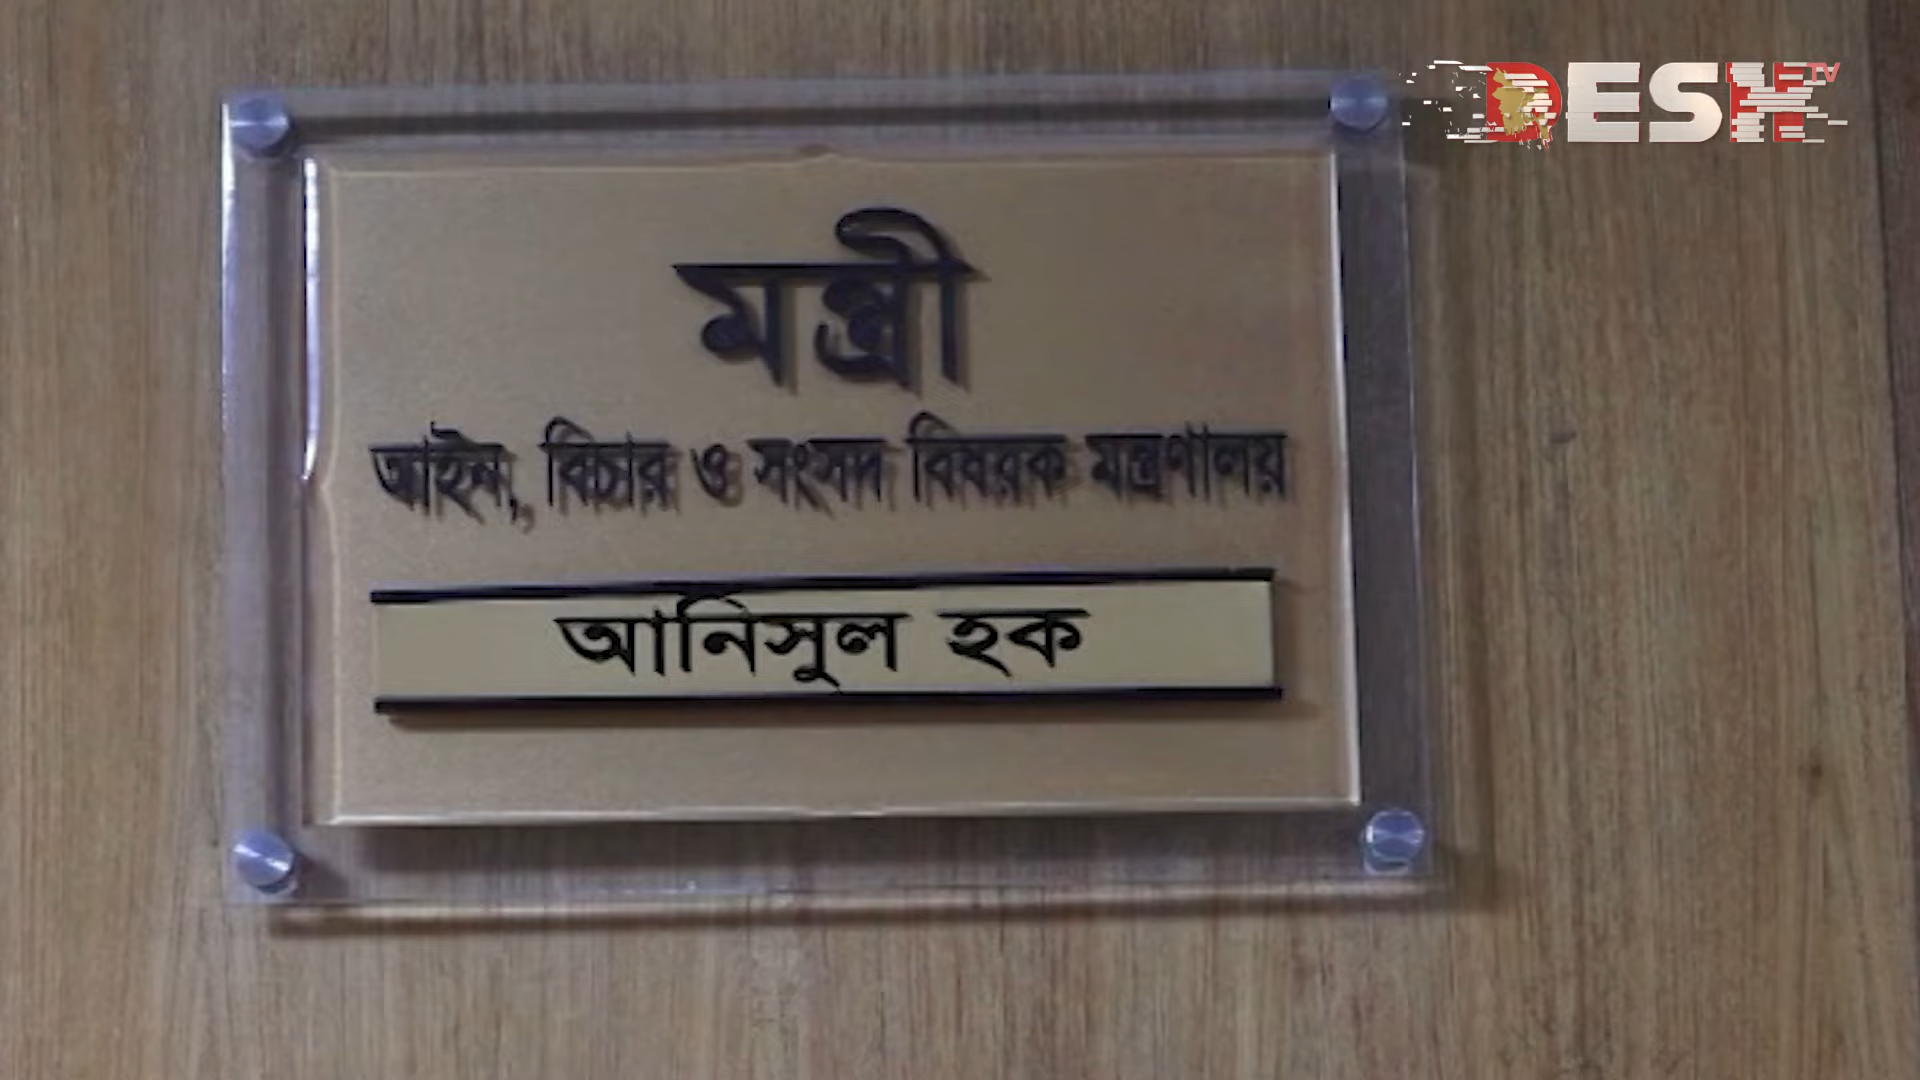 DESH TV
মন্ত্রী
আইন, বিচার ও সংসদ বিষয়ক মন্ত্রণালয়
আনিসুল হক